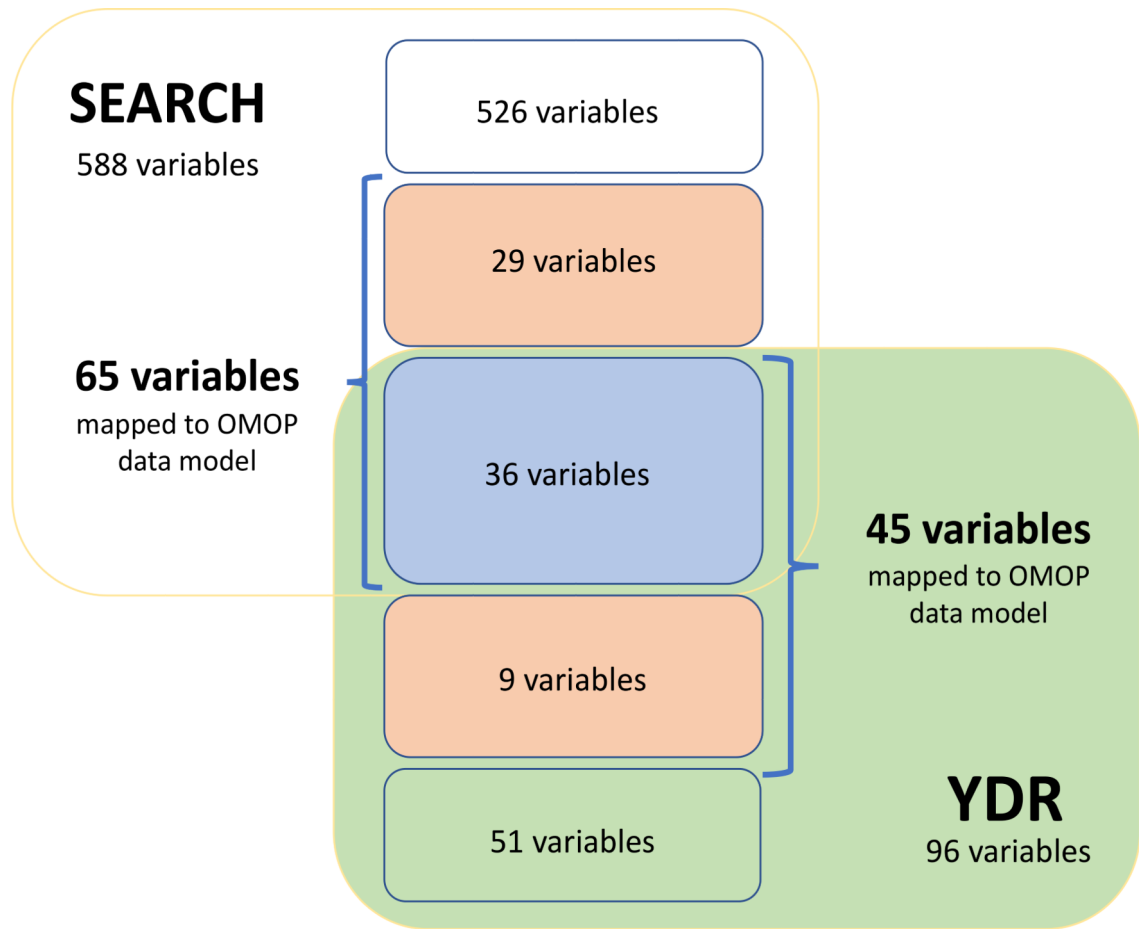 SEARCH
588 variables
526 variables
29 variables
65 variables
mapped to OMOP
data model
36 variables
45 variables
mapped to OMOP
data model
9 variables
51 variables
YDR
96 variables